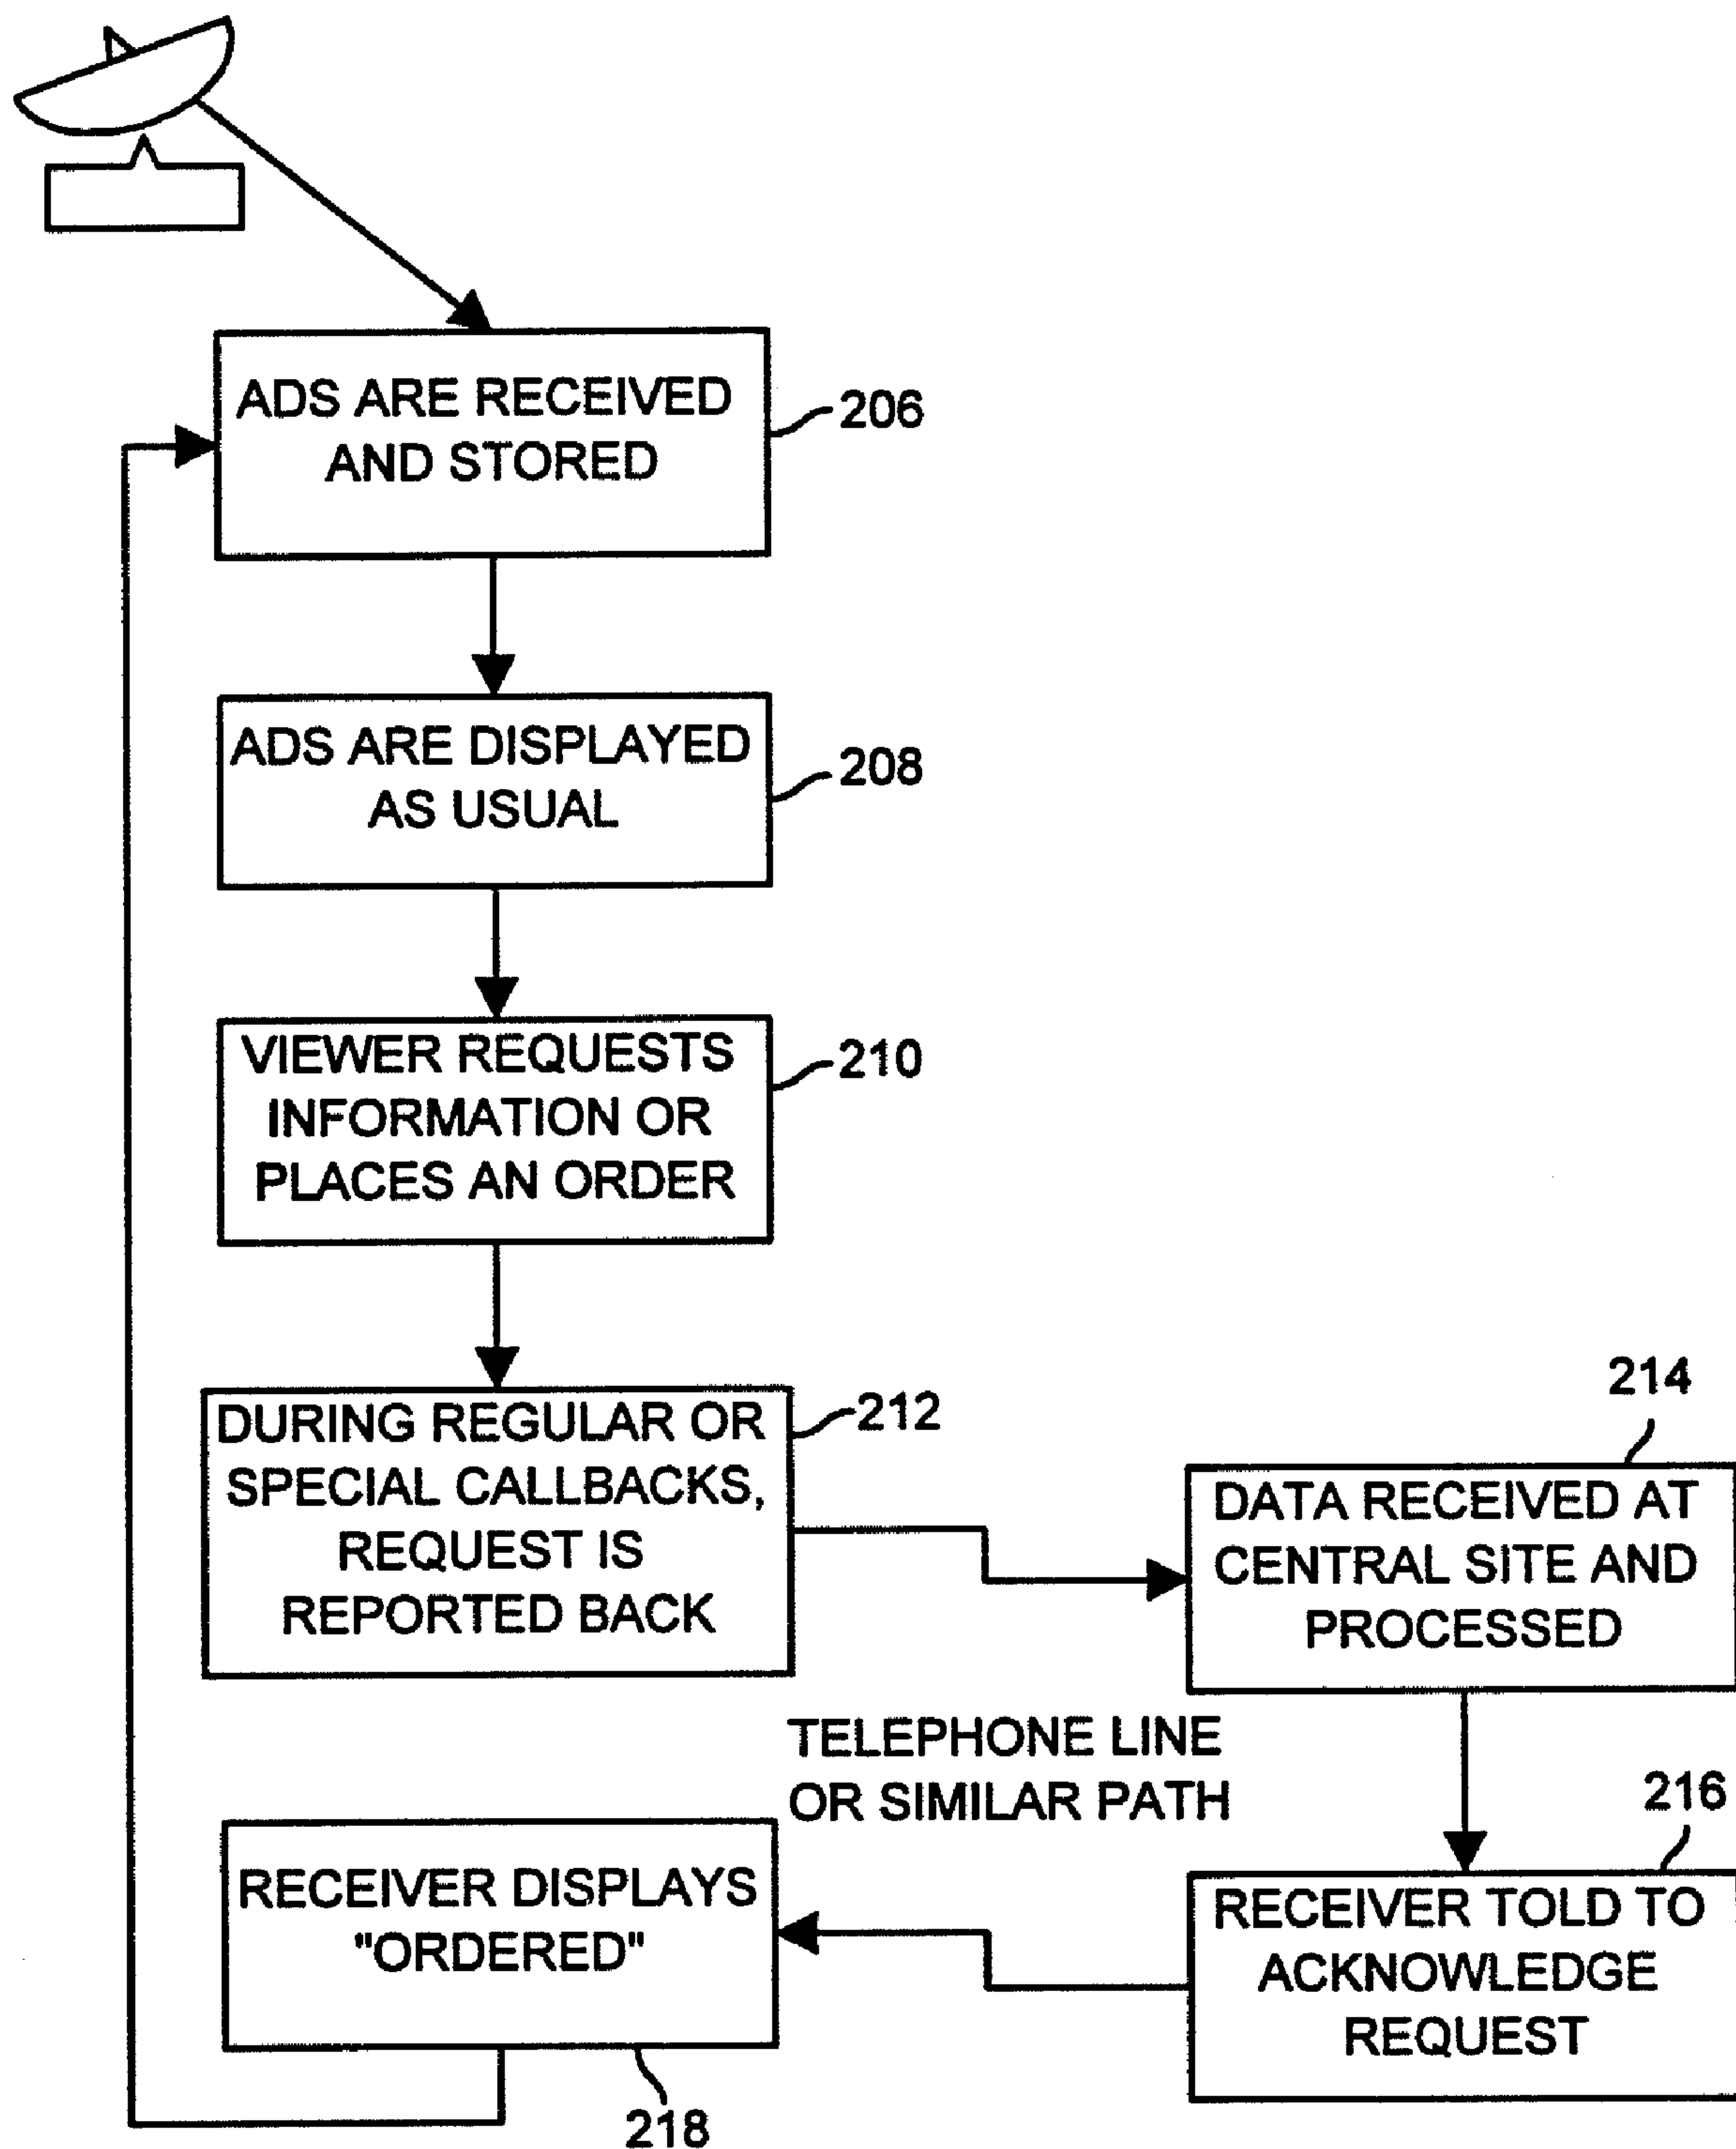 ADS ARE RECEIVED
AND STORED
206
ADS ARE DISPLAYED
AS USUAL
208
VIEWER REQUESTS
INFORMATION OR
PLACES AN ORDER
210
DURING REGULAR OR
SPECIAL CALLBACKS,
REQUEST IS
REPORTED BACK
212
214
DATA RECEIVED AT
CENTRAL SITE AND
PROCESSED
TELEPHONE LINE
OR SIMILAR PATH
216
RECEIVER TOLD TO
ACKNOWLEDGE
REQUEST
RECEIVER DISPLAYS
"ORDERED"
218